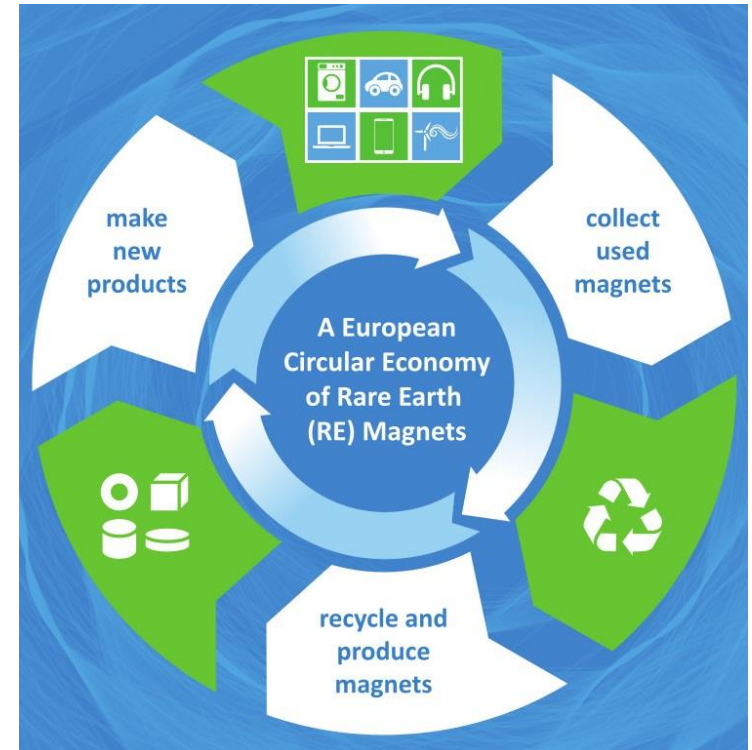 make
new
products
collect
used
magnets
A European
Circular Economy
of Rare Earth
(RE) Magnets
recycle and
produce
magnets